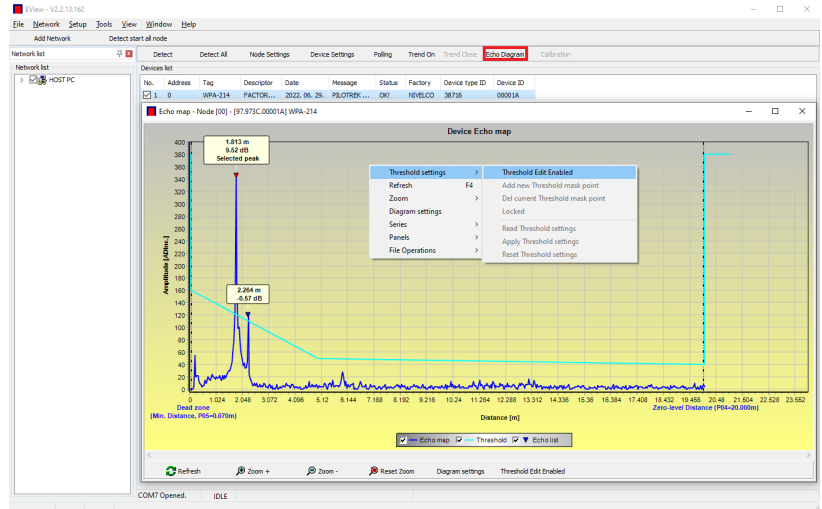 EView - V2.2.13.162
File Network Setup Tools View Window Help
Add Network Detect start all node
Network list
Detect Detect All Node Settings Device Settings Polling Trend On Trend Close Echo Diagram Calibration
Network list
Devices list
HOST PC
No. Address Tag Descriptor Date Message Status Factory Device type ID Device ID
1 0 WPA-214 FACTOR... 2022. 06. 29. PILOTREK ... OK! NIVELCO 38716 00001A
Echo map - Node [00] - [97.973C.00001A] WPA-214
Device Echo map
1.813 m
9.52 dB
Selected peak
Threshold settings
Refresh F4
Zoom
Diagram settings
Series
Panels
File Operations
Threshold Edit Enabled
Add new Threshold mask point
Del current Threshold mask point
Locked
Read Threshold settings
Apply Threshold settings
Reset Threshold settings
2.264 m
-0.57 dB
Amplitude [ADInc.]
400
380
360
340
320
300
280
260
240
220
200
180
160
140
120
100
80
60
40
20
0
0 1.024 2.048 3.072 4.096 5.12 6.144 7.168 8.192 9.216 10.24 11.264 12.288 13.312 14.336 15.36 16.384 17.408 18.432 19.456 20.48 21.504 22.528 23.552
Dead zone
(Min. Distance, P05=0.070m)
Zero-level Distance (P04=20.000m)
Distance [m]
Echo map Threshold Echo list
Refresh Zoom + Zoom - Reset Zoom Diagram settings Threshold Edit Enabled
COM7 Opened. IDLE